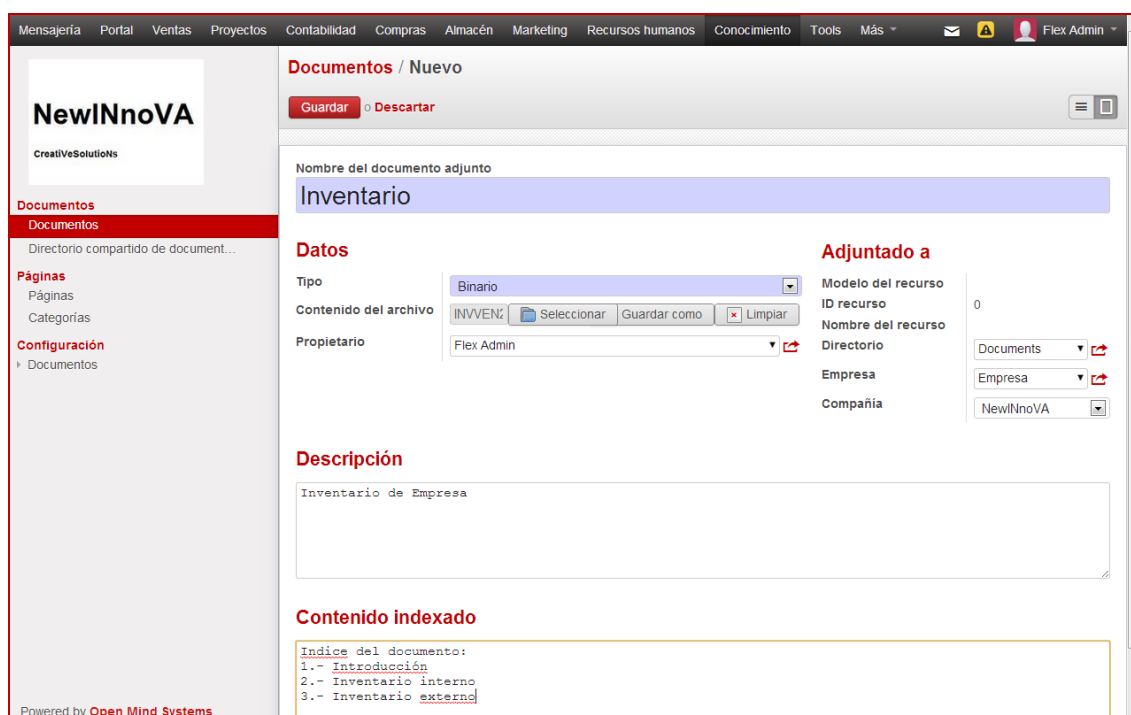 Mensajería Portal Ventas Proyectos Contabilidad Compras Almacén Marketing Recursos humanos Conocimiento Tools Más Flex Admin
NewINnoVA
CreatiVeSolutioNs
Documentos
Documentos
Directorio compartido de document...
Páginas
Páginas
Categorías
Configuración
Documentos
Powered by Open Mind Systems
Documentos / Nuevo
Guardar o Descartar
Nombre del documento adjunto
Inventario
Datos
Tipo Binario
Contenido del archivo INVVEN2 Seleccionar Guardar como Limpiar
Propietario Flex Admin
Adjuntado a
Modelo del recurso
ID recurso 0
Nombre del recurso
Directorio Documents
Empresa Empresa
Compañía NewINnoVA
Descripción
Inventario de Empresa
Contenido indexado
Indice del documento:
1.- Introducción
2.- Inventario interno
3.- Inventario externo